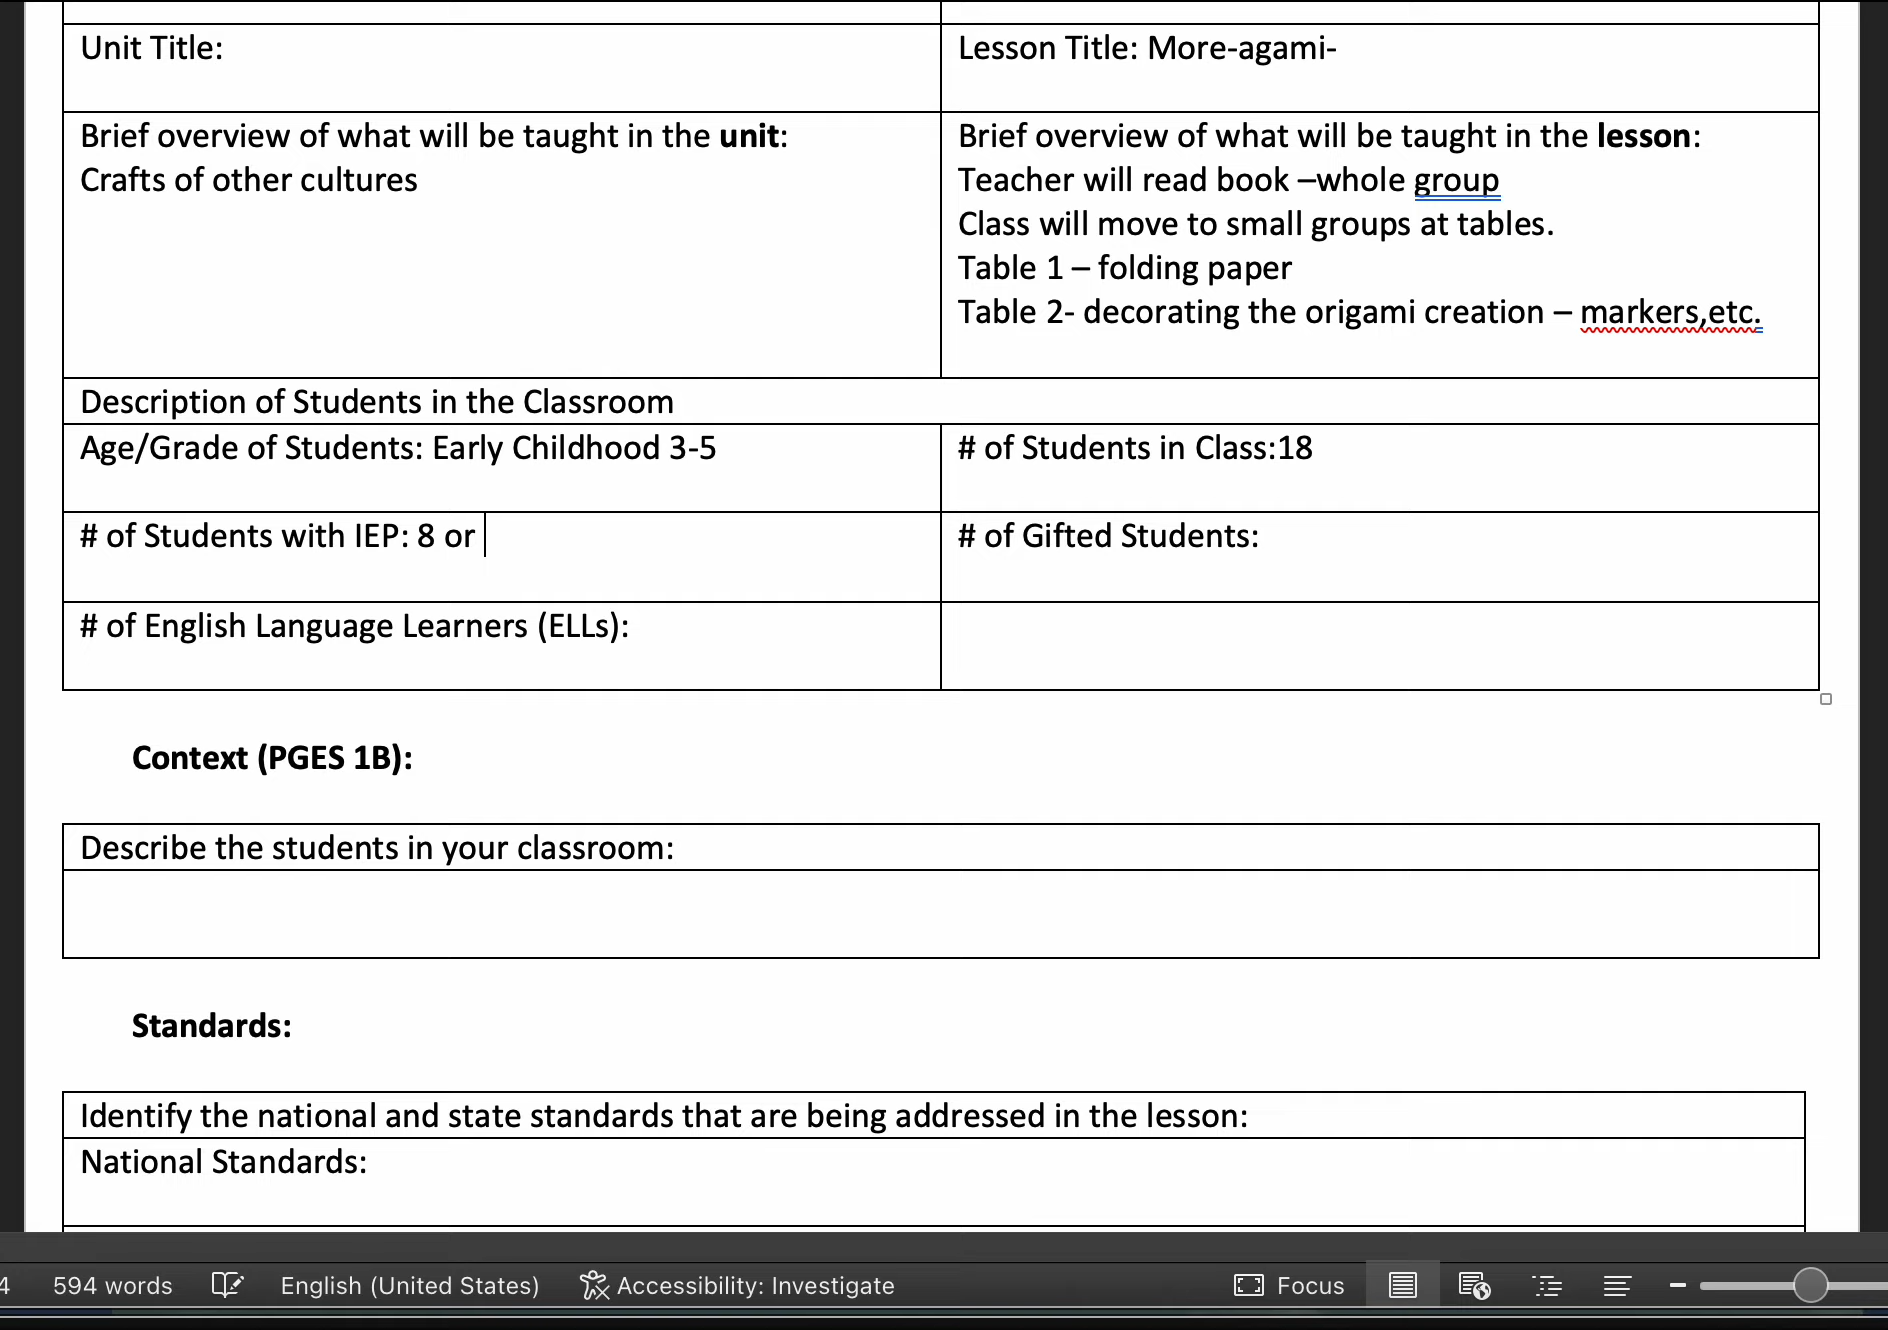 Unit Title:
Lesson Title: More-agami-
Brief overview of what will be taught in the unit:
Crafts of other cultures
Brief overview of what will be taught in the lesson:
Teacher will read book –whole group
Class will move to small groups at tables.
Table 1 – folding paper
Table 2- decorating the origami creation – markers,etc.
Description of Students in the Classroom
Age/Grade of Students: Early Childhood 3-5
# of Students in Class:18
# of Students with IEP: 8 or
# of Gifted Students:
# of English Language Learners (ELLs):
Context (PGES 1B):
Describe the students in your classroom:
Standards:
Identify the national and state standards that are being addressed in the lesson:
National Standards:
4 594 words English (United States) Accessibility: Investigate Focus